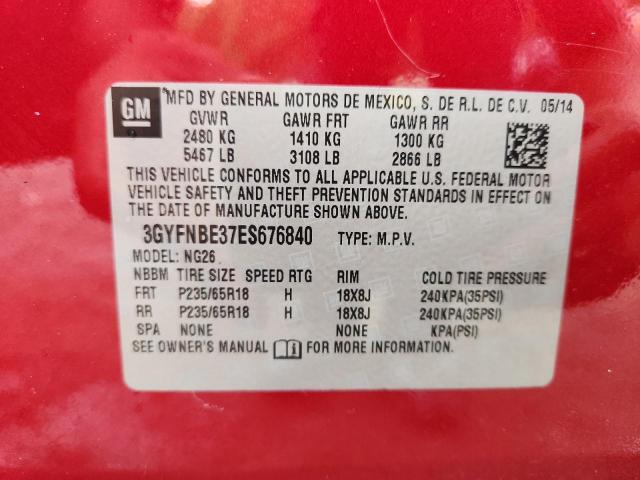 GM
MFD BY GENERAL MOTORS DE MEXICO, S. DE R.L. DE C.V. 05/14
GVWR GAWR FRT GAWR RR
2480 KG 1410 KG 1300 KG
5467 LB 3108 LB 2866 LB
THIS VEHICLE CONFORMS TO ALL APPLICABLE U.S. FEDERAL MOTOR
VEHICLE SAFETY AND THEFT PREVENTION STANDARDS IN EFFECT ON
THE DATE OF MANUFACTURE SHOWN ABOVE.
3GYFNBE37ES676840 TYPE: M.P.V.
MODEL: NG26
NBBM TIRE SIZE SPEED RTG RIM COLD TIRE PRESSURE
FRT P235/65R18 H 18X8J 240KPA(35PSI)
RR P235/65R18 H 18X8J 240KPA(35PSI)
SPA NONE NONE KPA(PSI)
SEE OWNER'S MANUAL FOR MORE INFORMATION.